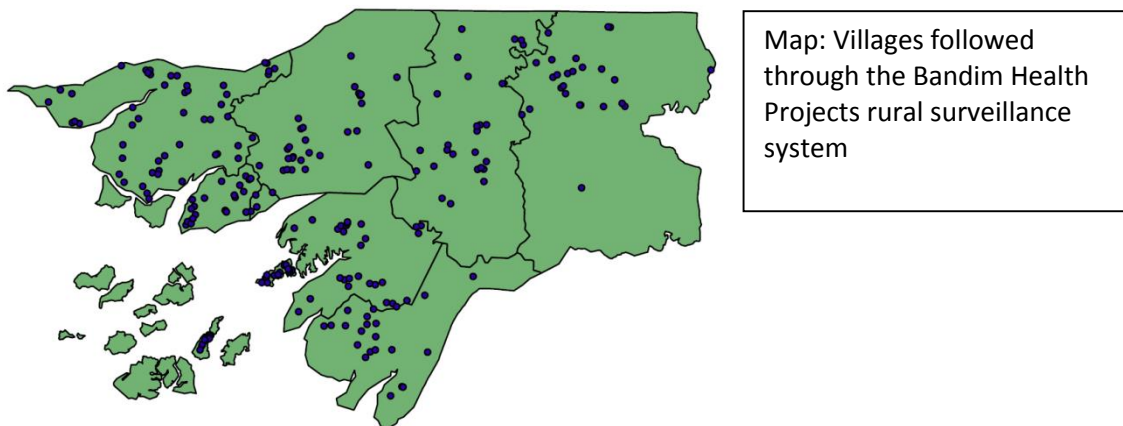 Map: Villages followed
through the Bandim Health
Projects rural surveillance
system